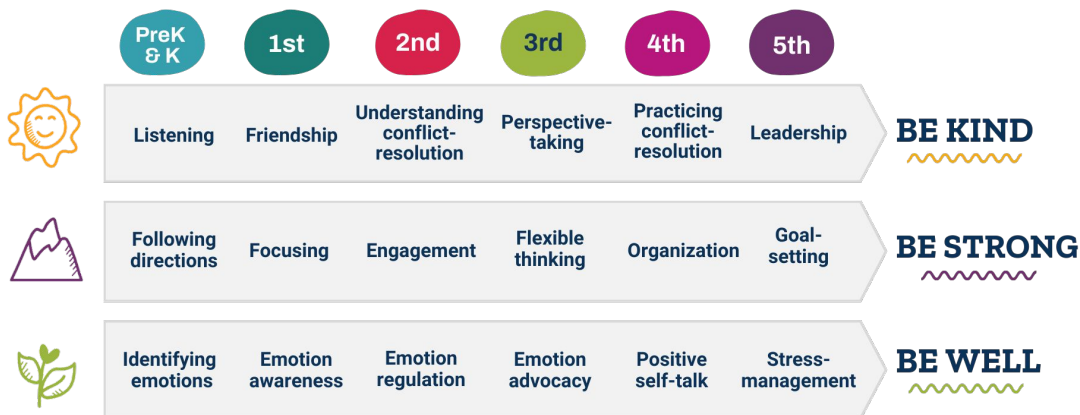 PreK
& K
1st
2nd
3rd
4th
5th
Listening
Friendship
Understanding
conflict-
resolution
Perspective-
taking
Practicing
conflict-
resolution
Leadership
BE KIND
Following
directions
Focusing
Engagement
Flexible
thinking
Organization
Goal-
setting
BE STRONG
Identifying
emotions
Emotion
awareness
Emotion
regulation
Emotion
advocacy
Positive
self-talk
Stress-
management
BE WELL